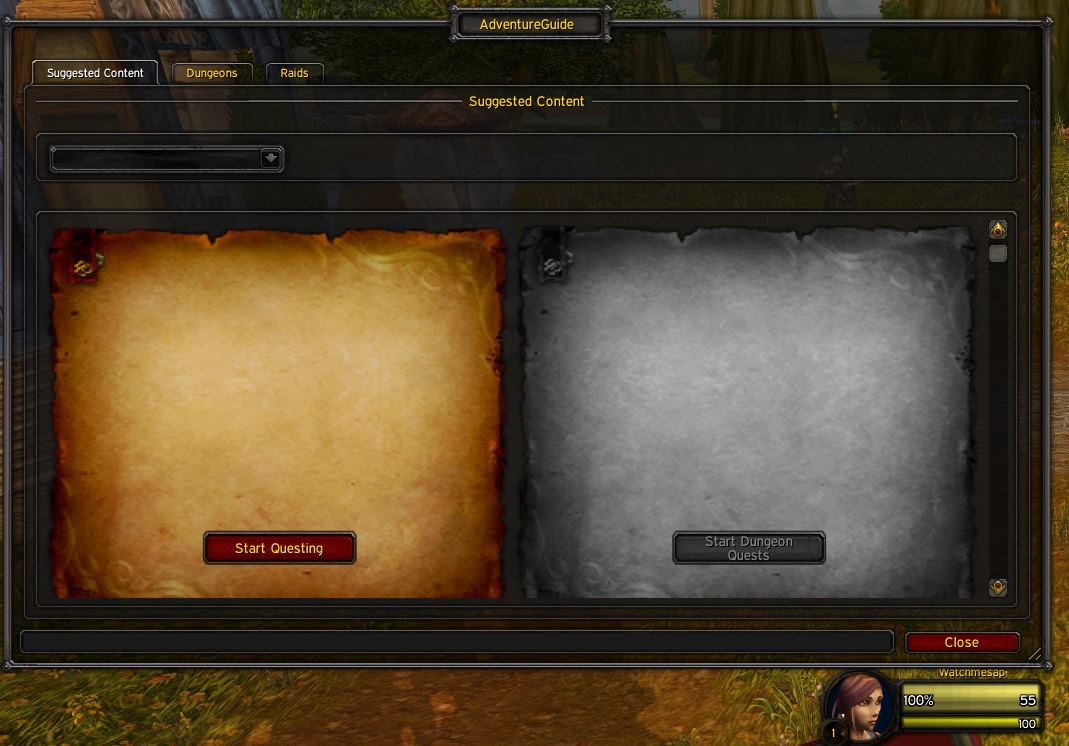 AdventureGuide
Suggested Content
Dungeons
Raids
Suggested Content
Start Questing
Start Dungeon
Quests
Close
Watchmesap
100%
55
100
1